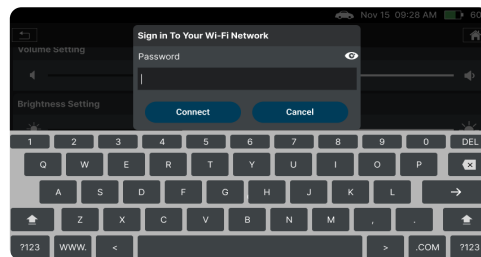 Nov 15 09:28 AM 60
Sign in To Your Wi-Fi Network
Volume Setting
Password
Connect Cancel
Brightness Setting
1 2 3 4 5 6 7 8 9 0 DEL
Q W E R T Y U I O P
A S D F G H J K L
Z X C V B N M , .
?123 WWW. < > .COM ?123